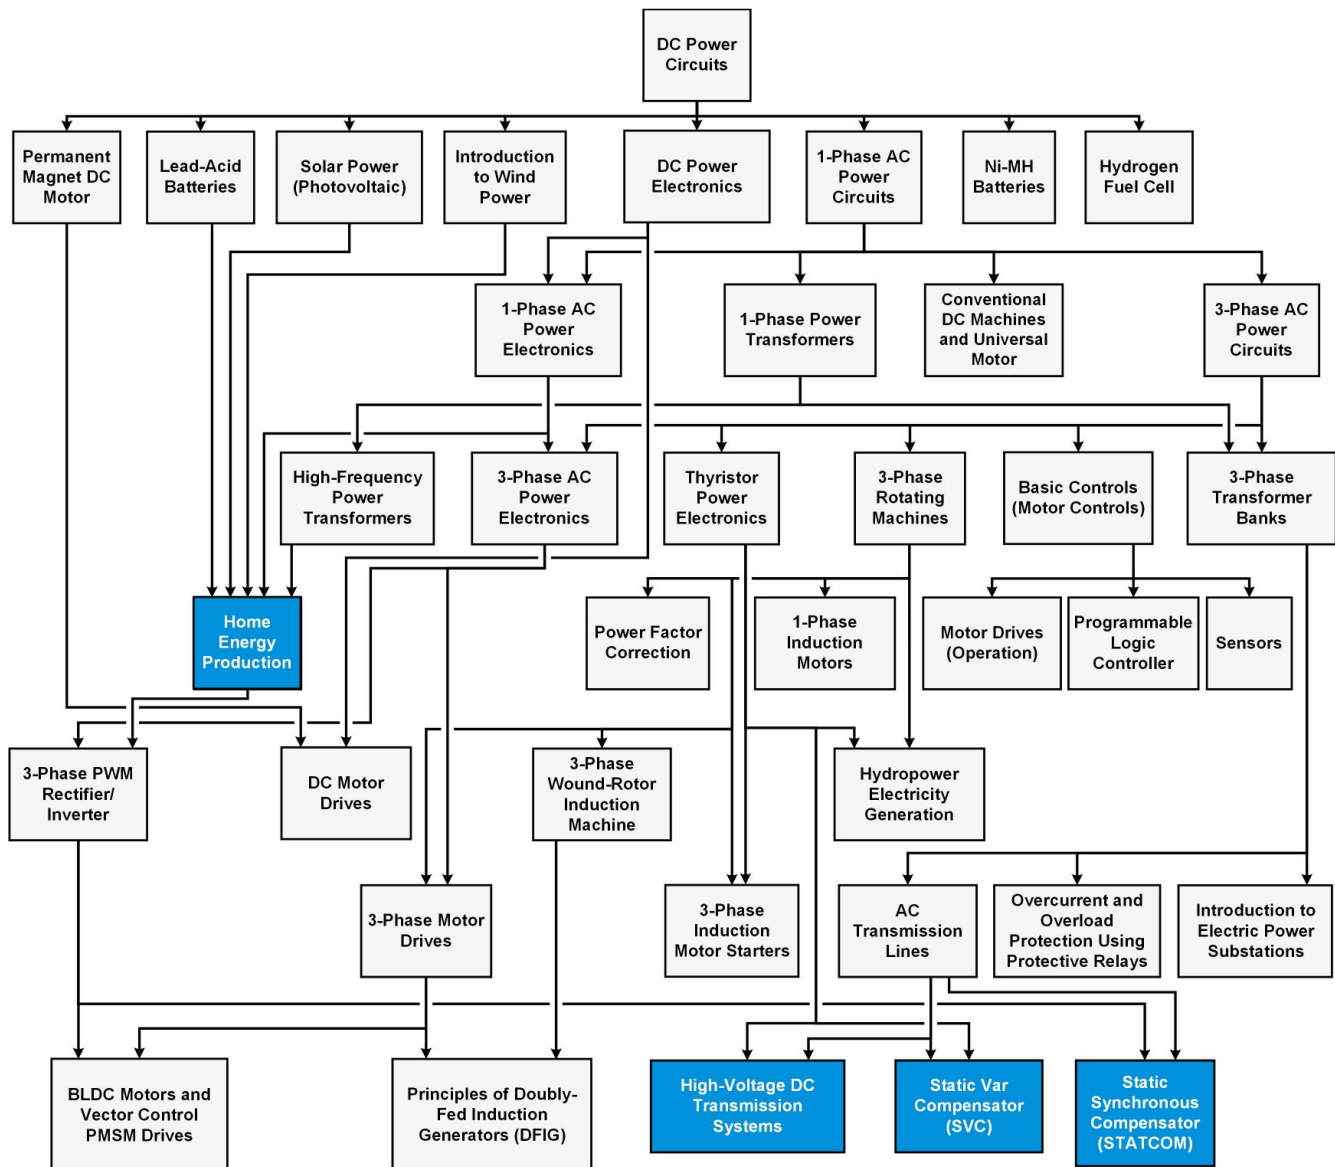 DC Power
Circuits
Permanent
Magnet DC
Motor
Lead-Acid
Batteries
Solar Power
(Photovoltaic)
Introduction
to Wind
Power
DC Power
Electronics
1-Phase AC
Power
Circuits
Ni-MH
Batteries
Hydrogen
Fuel Cell
1-Phase AC
Power
Electronics
1-Phase Power
Transformers
Conventional
DC Machines
and Universal
Motor
3-Phase AC
Power
Circuits
High-Frequency
Power
Transformers
3-Phase AC
Power
Electronics
Thyristor
Power
Electronics
3-Phase
Rotating
Machines
Basic Controls
(Motor Controls)
3-Phase
Transformer
Banks
Home
Energy
Production
Power Factor
Correction
1-Phase
Induction
Motors
Motor Drives
(Operation)
Programmable
Logic
Controller
Sensors
3-Phase PWM
Rectifier/
Inverter
DC Motor
Drives
3-Phase
Wound-Rotor
Induction
Machine
Hydropower
Electricity
Generation
3-Phase Motor
Drives
3-Phase
Induction
Motor Starters
AC
Transmission
Lines
Overcurrent and
Overload
Protection Using
Protective Relays
Introduction to
Electric Power
Substations
BLDC Motors and
Vector Control
PMSM Drives
Principles of Doubly-
Fed Induction
Generators (DFIG)
High-Voltage DC
Transmission
Systems
Static Var
Compensator
(SVC)
Static
Synchronous
Compensator
(STATCOM)